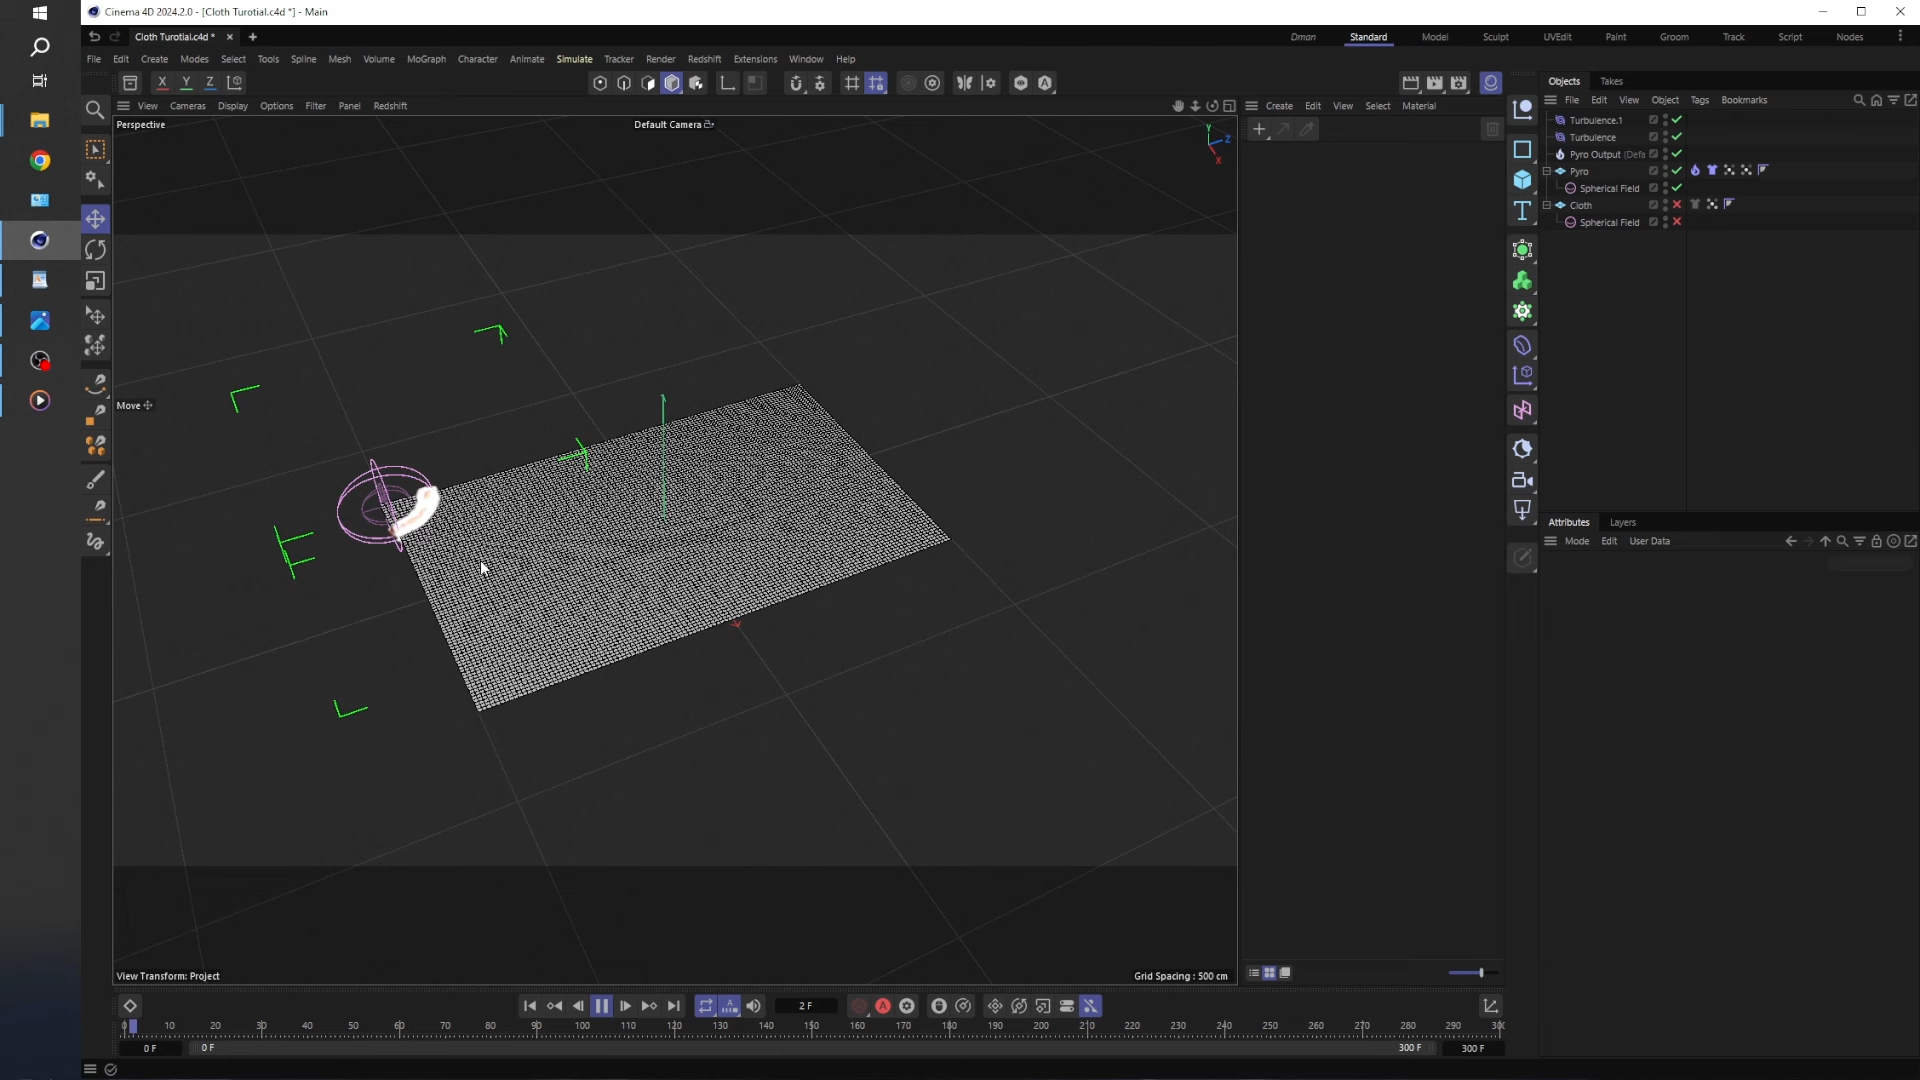 Cinema 4D 2024.2.0 - [Cloth Turotial.c4d *] - Main
Cloth Turotial.c4d *
Dman Standard Model Sculpt UVEdit Paint Groom Track Script Nodes
File Edit Create Modes Select Tools Spline Mesh Volume MoGraph Character Animate Simulate Tracker Render Redshift Extensions Window Help
X Y Z
View Cameras Display Options Filter Panel Redshift
Create Edit View Select Material
Objects Takes
File Edit View Object Tags Bookmarks
Perspective
Default Camera
Y
Z
X
Turbulence.1
Turbulence
Pyro Output (Defa
Pyro
Spherical Field
Cloth
Spherical Field
Move
Attributes Layers
Mode Edit User Data
View Transform: Project
Grid Spacing : 500 cm
2 F
0 10 20 30 40 50 60 70 80 90 100 110 120 130 140 150 160 170 180 190 200 210 220 230 240 250 260 270 280 290 30
0 F 0 F 300 F 300 F